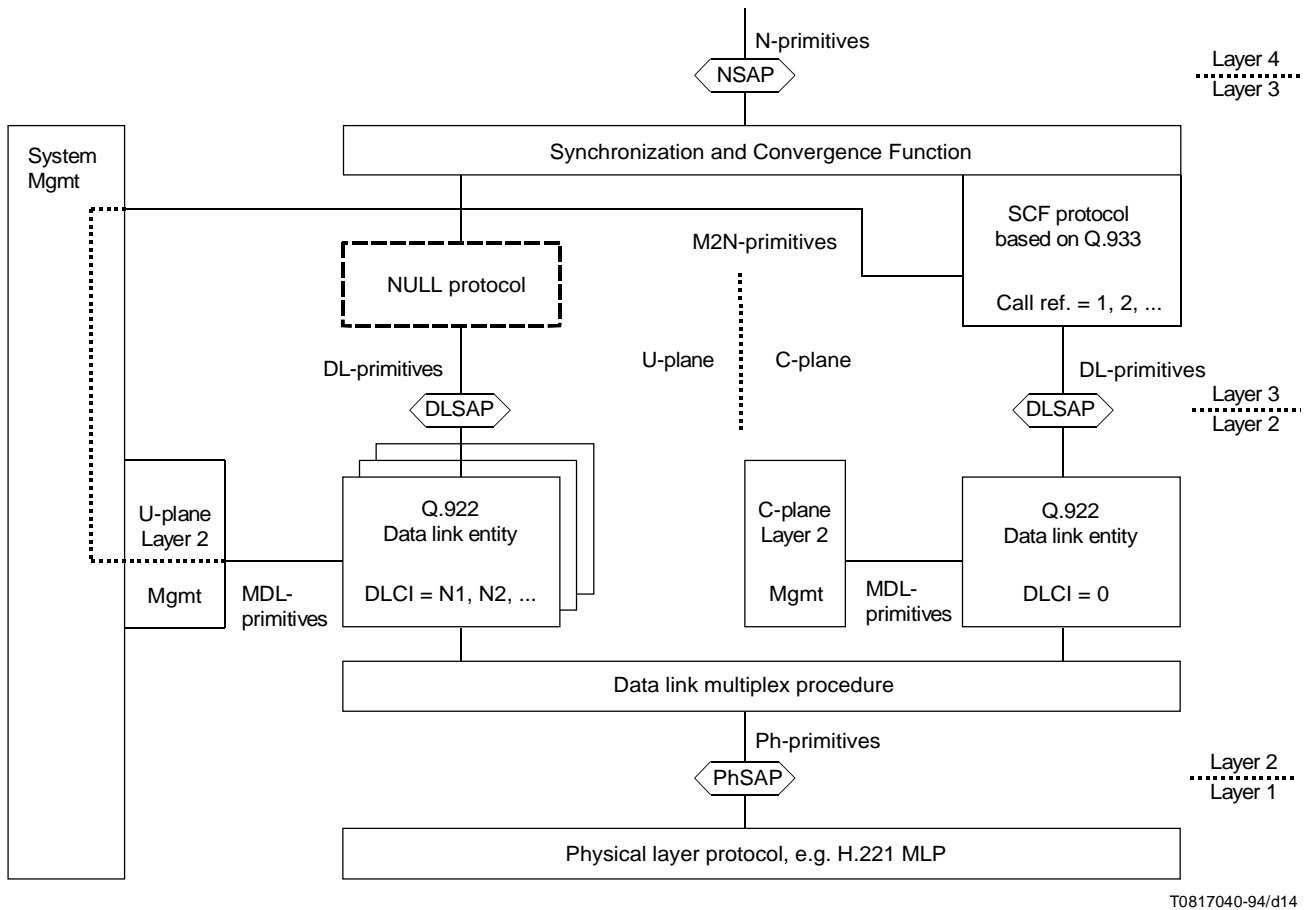 N-primitives
NSAP
Layer 4
Layer 3
System
Mgmt
Synchronization and Convergence Function
SCF protocol
based on Q.933
Call ref. = 1, 2, ...
M2N-primitives
NULL protocol
U-plane
C-plane
DL-primitives
DL-primitives
DLSAP
DLSAP
Layer 3
Layer 2
U-plane
Layer 2
Mgmt
MDL-
primitives
Q.922
Data link entity
DLCI = N1, N2, ...
C-plane
Layer 2
Mgmt
MDL-
primitives
Q.922
Data link entity
DLCI = 0
Data link multiplex procedure
Ph-primitives
PhSAP
Layer 2
Layer 1
Physical layer protocol, e.g. H.221 MLP
T0817040-94/d14